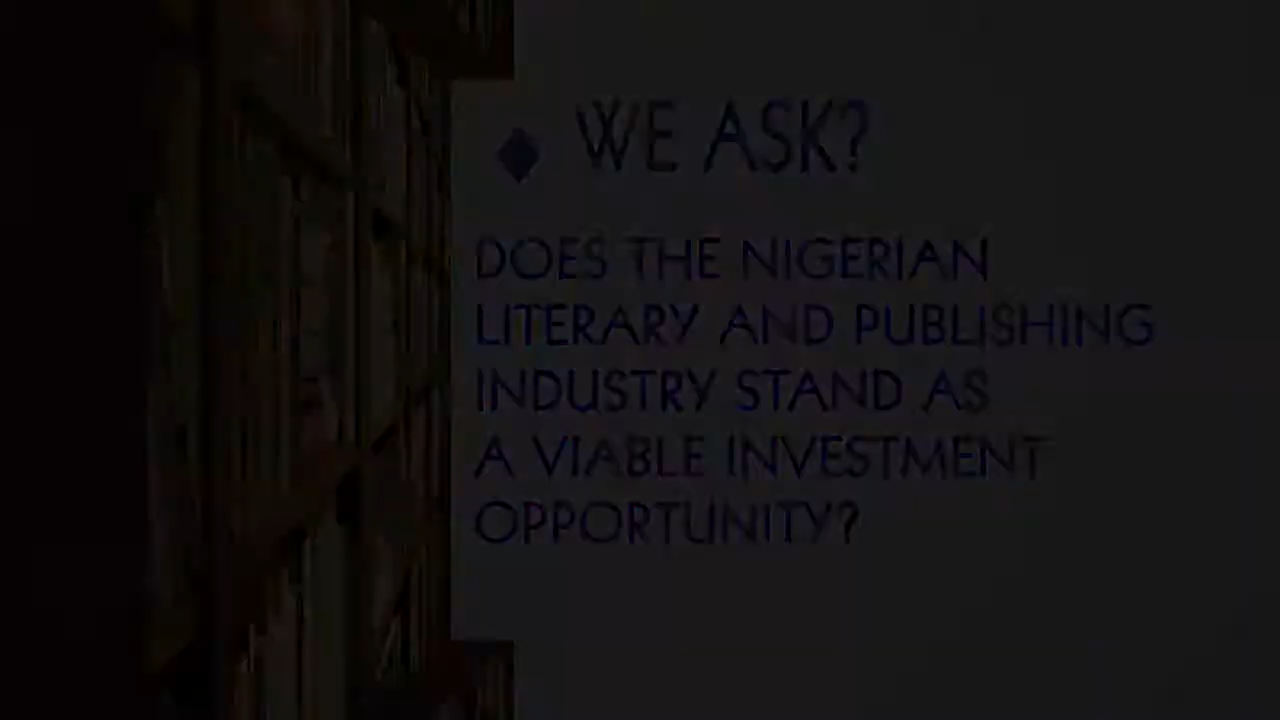 WE ASK?
DOES THE NIGERIAN
LITERARY AND PUBLISHING
INDUSTRY STAND AS
A VIABLE INVESTMENT
OPPORTUNITY?